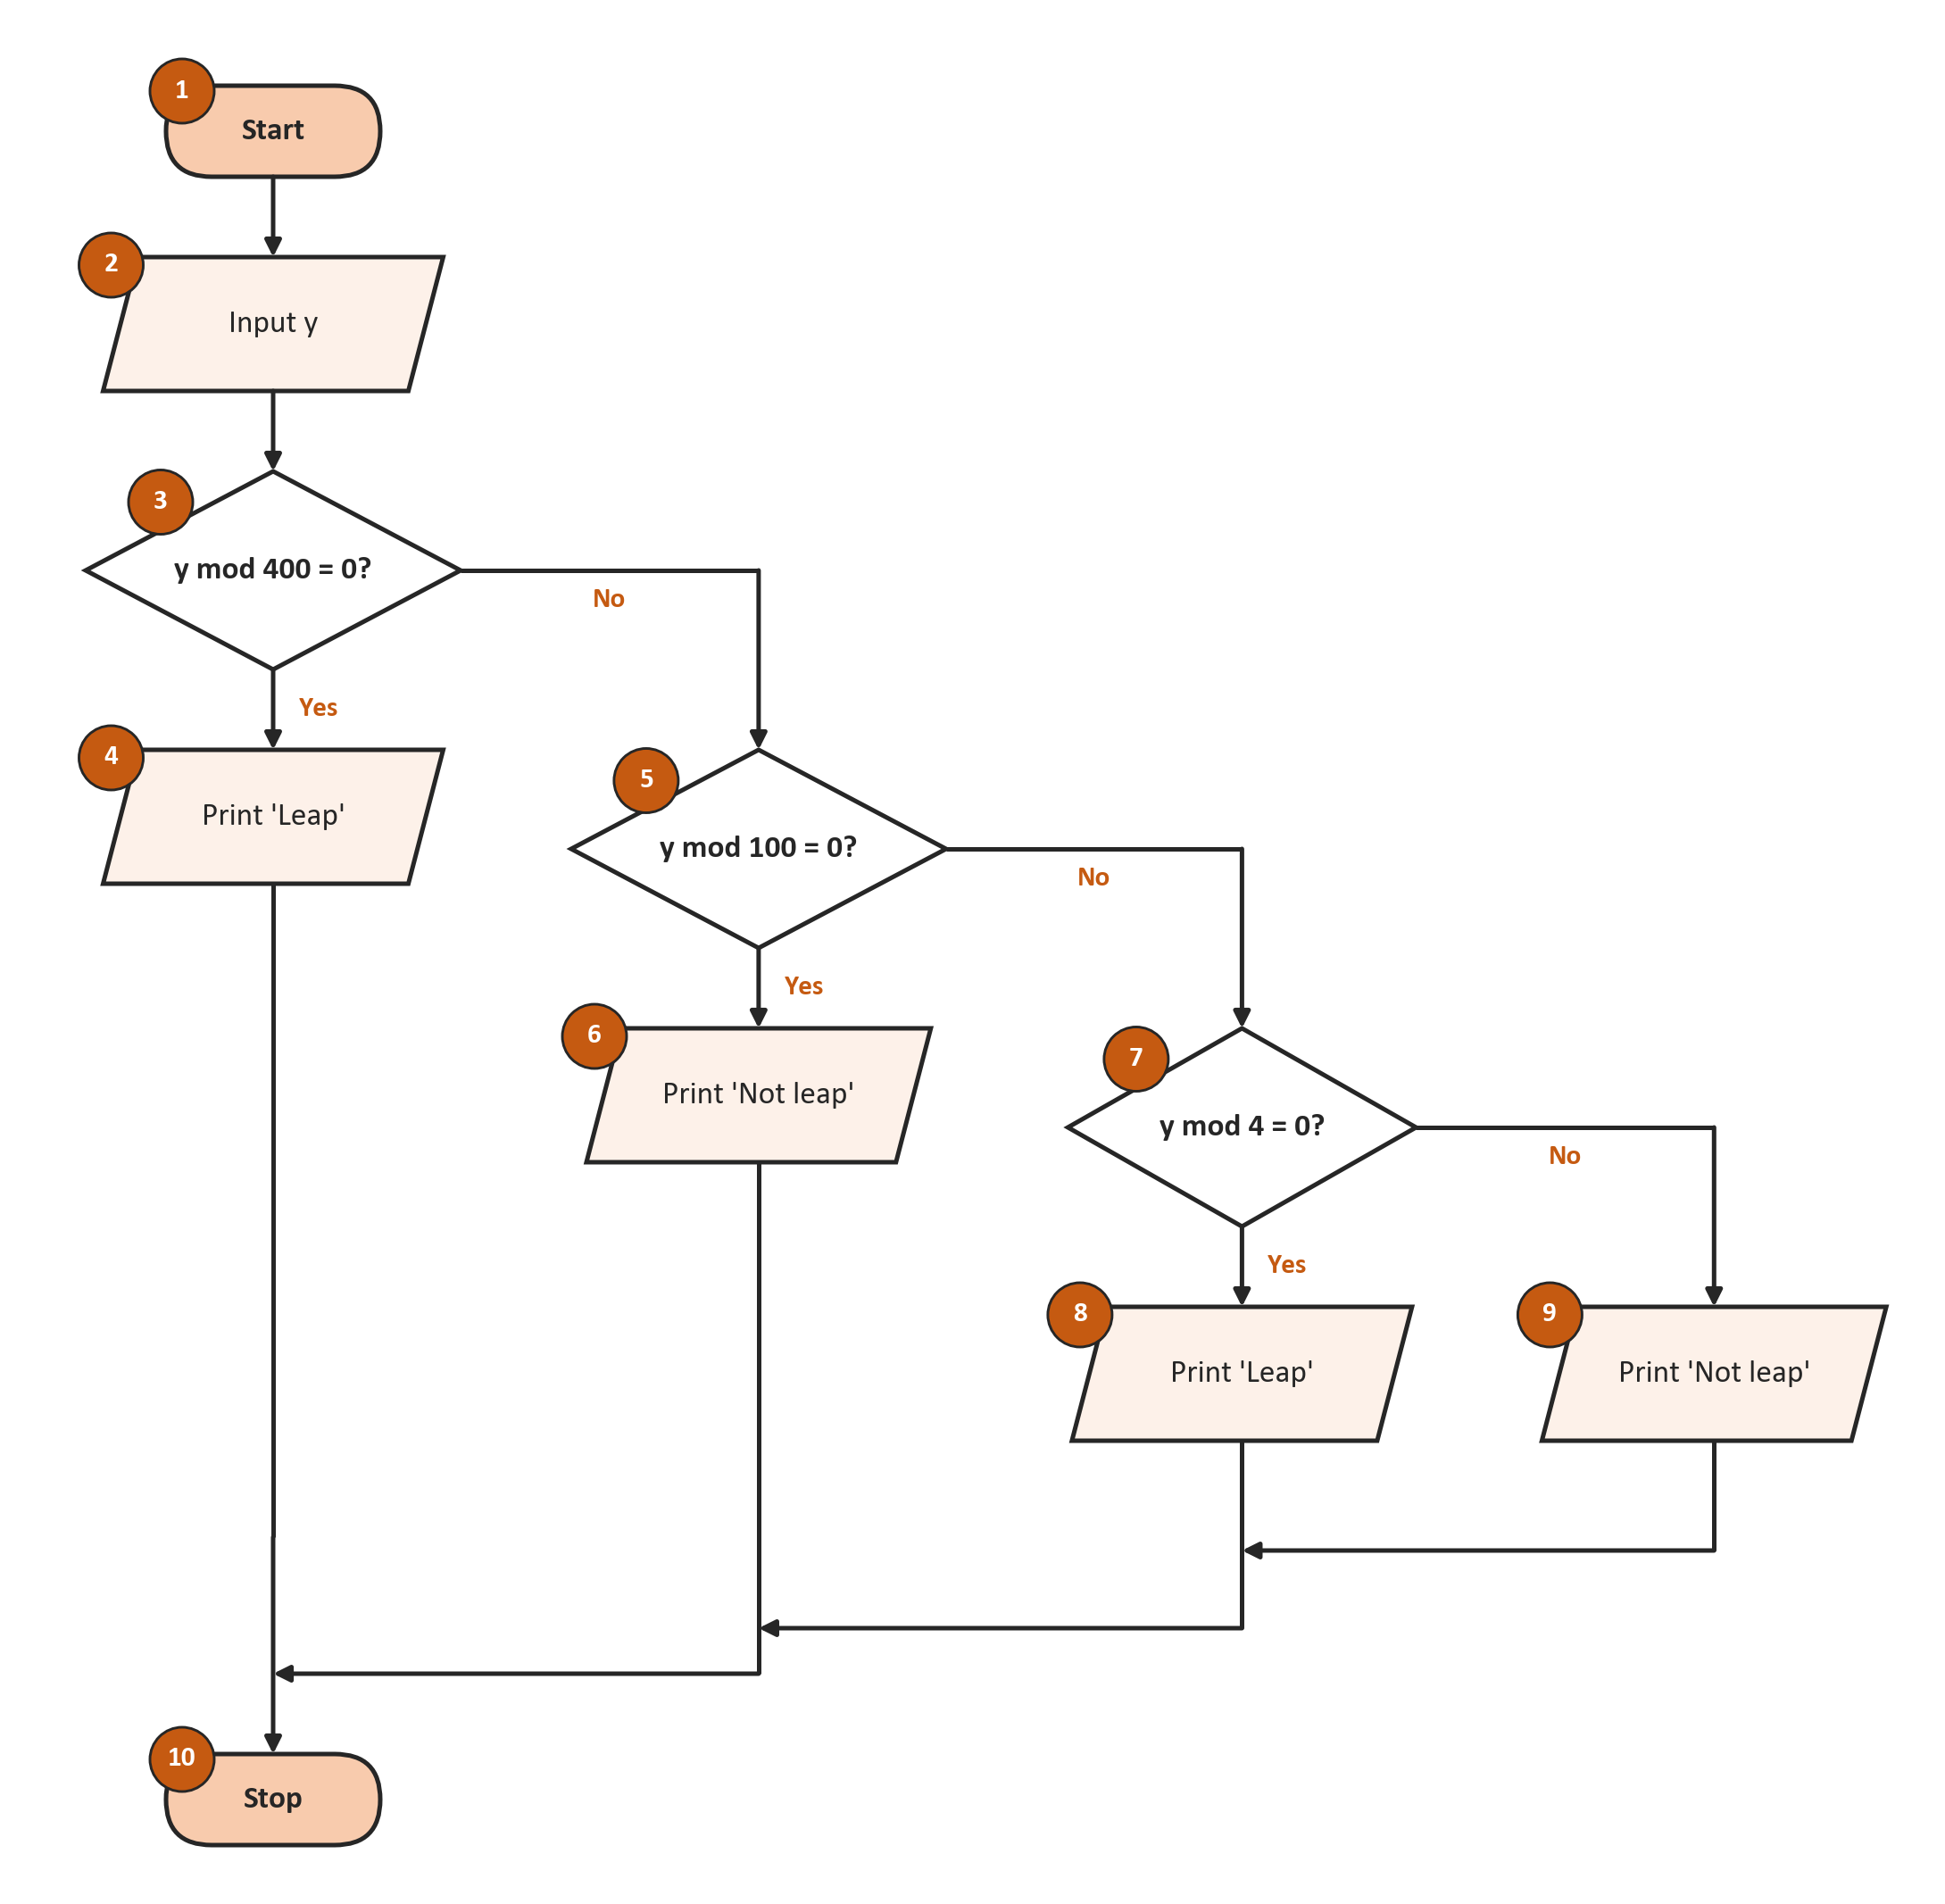 1
Start
2
Input y
3
y mod 400 = 0?
No
Yes
4
Print 'Leap'
5
y mod 100 = 0?
No
Yes
6
Print 'Not leap'
7
y mod 4 = 0?
No
Yes
8
Print 'Leap'
9
Print 'Not leap'
10
Stop